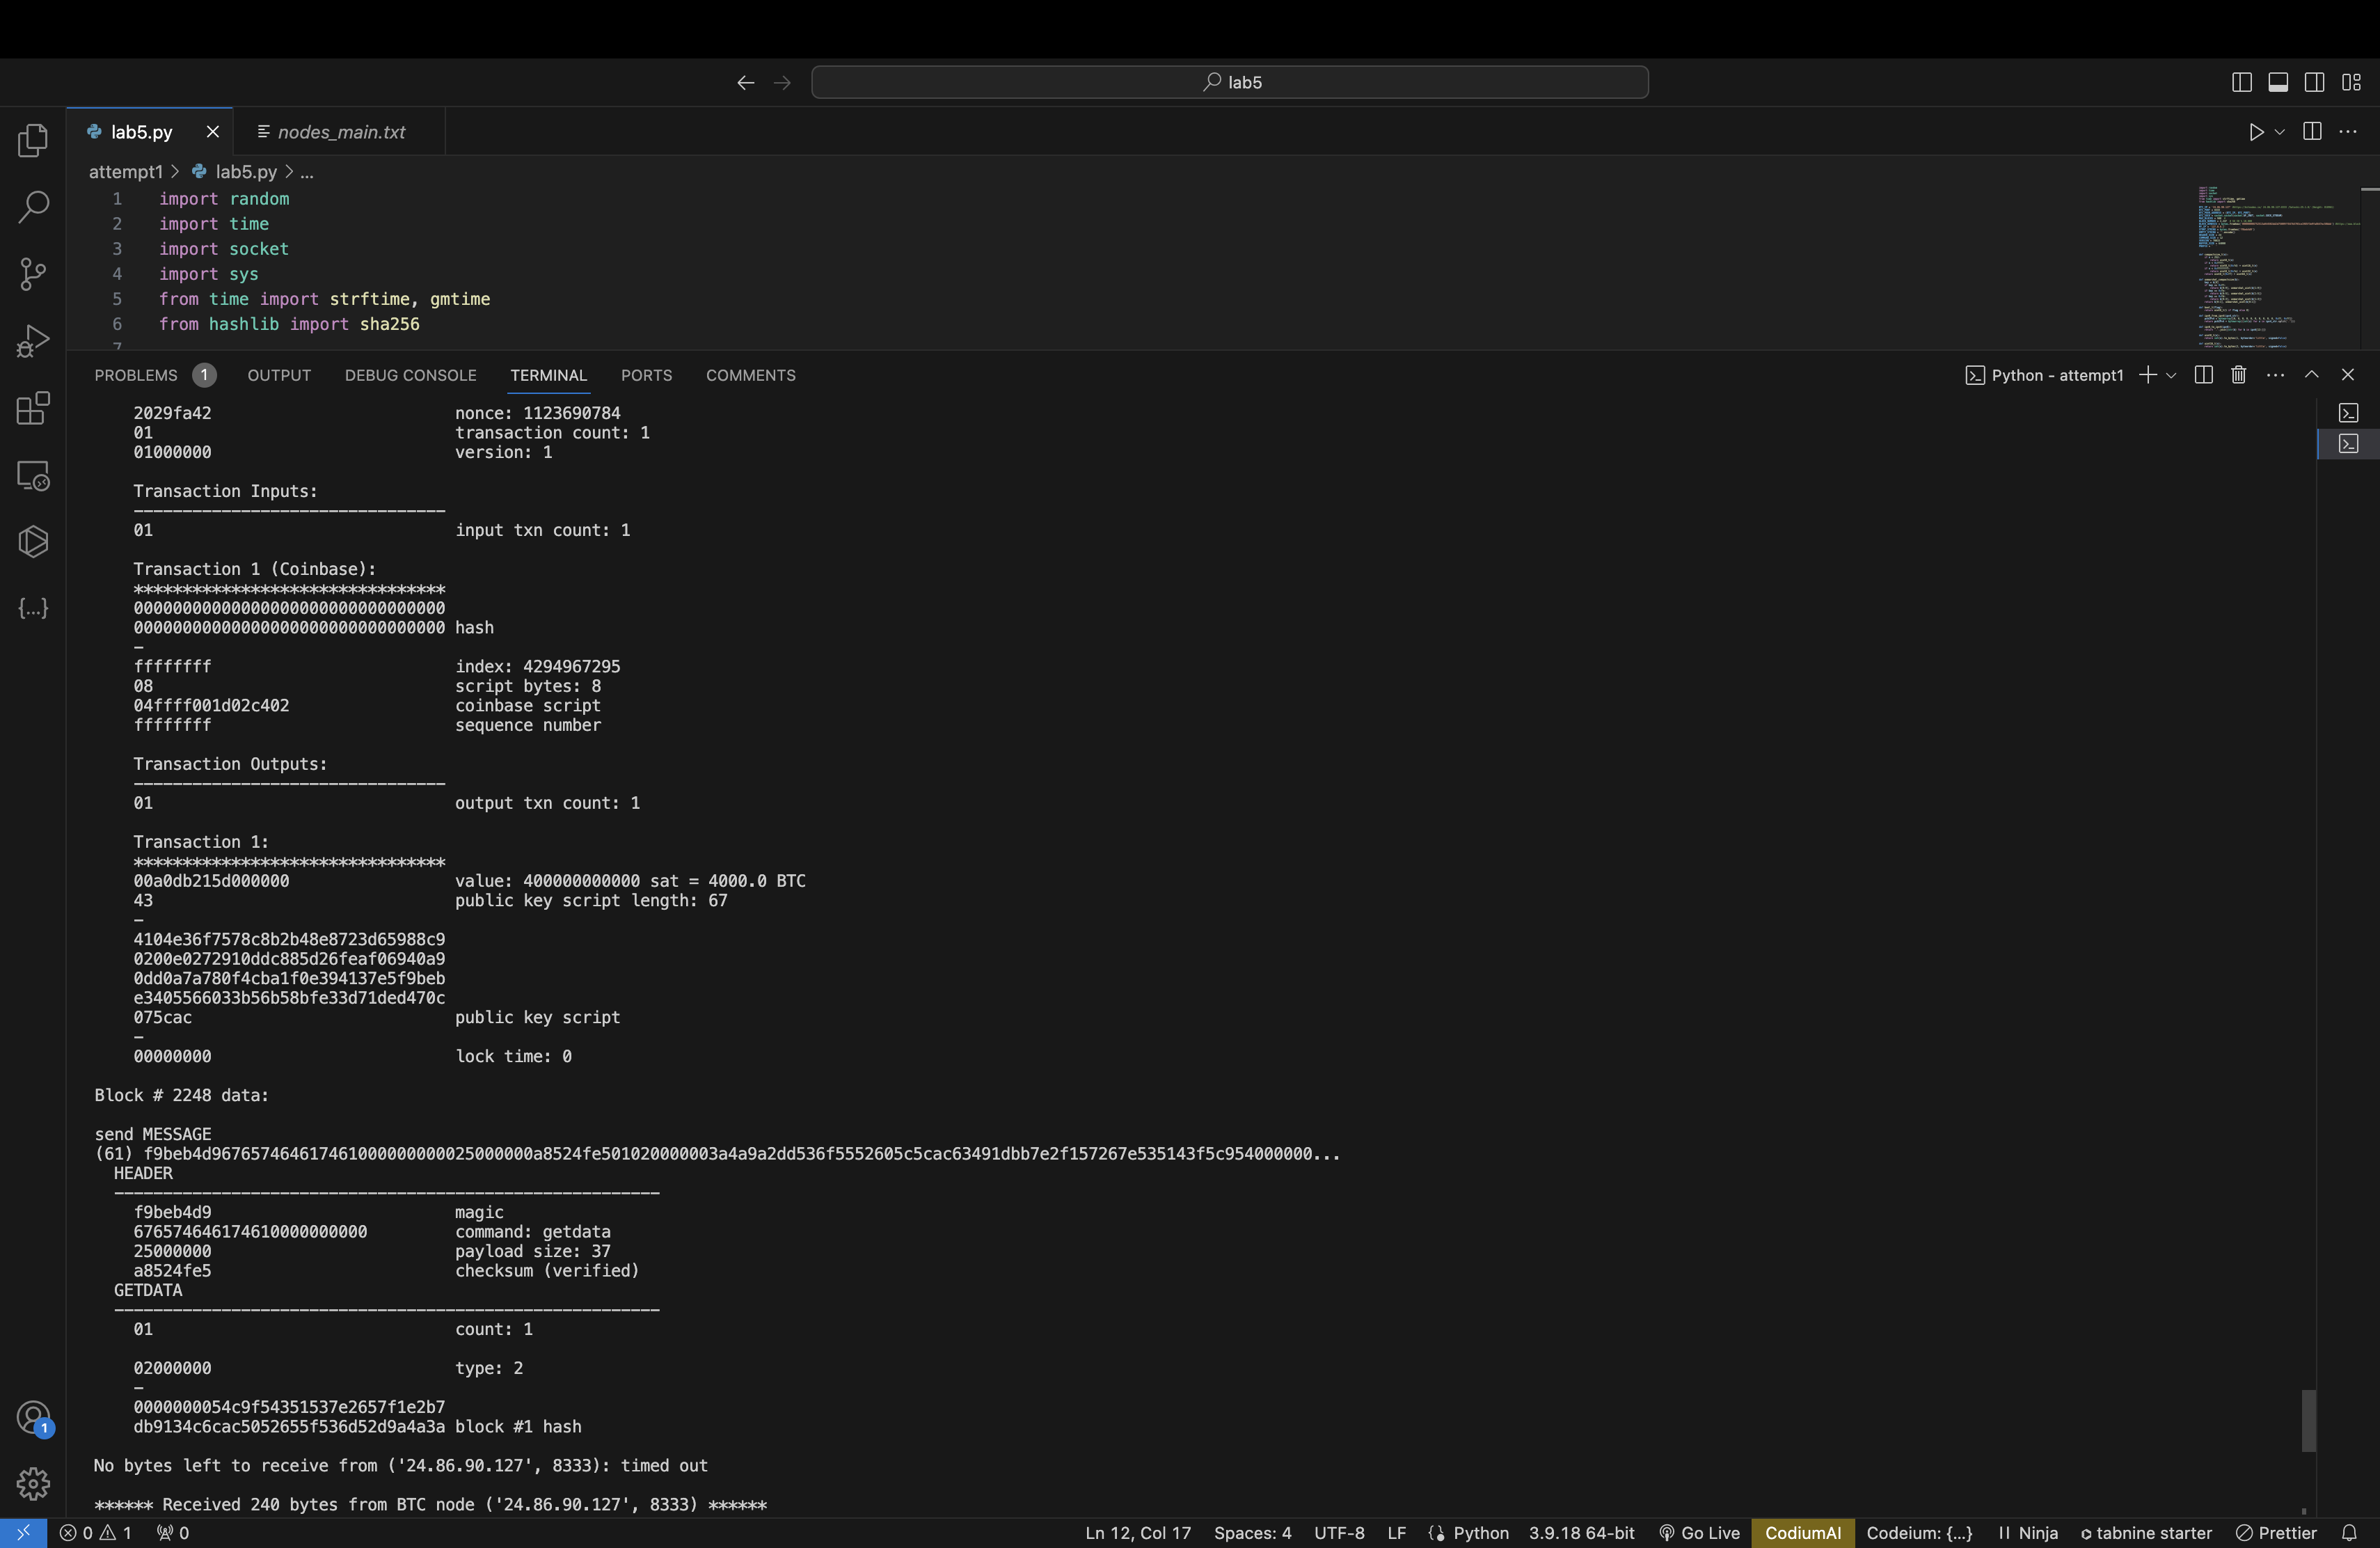 lab5
lab5.py
nodes_main.txt
attempt1 > lab5.py > ...
1 import random
2 import time
3 import socket
4 import sys
5 from time import strftime, gmtime
6 from hashlib import sha256
7
PROBLEMS 1 OUTPUT DEBUG CONSOLE TERMINAL PORTS COMMENTS Python - attempt1
2029fa42 nonce: 1123690784
01 transaction count: 1
01000000 version: 1
Transaction Inputs:
--------------------------------
01 input txn count: 1
Transaction 1 (Coinbase):
********************************
00000000000000000000000000000000
00000000000000000000000000000000 hash
-
ffffffff index: 4294967295
08 script bytes: 8
04ffff001d02c402 coinbase script
ffffffff sequence number
Transaction Outputs:
--------------------------------
01 output txn count: 1
Transaction 1:
********************************
00a0db215d000000 value: 400000000000 sat = 4000.0 BTC
43 public key script length: 67
-
4104e36f7578c8b2b48e8723d65988c9
0200e0272910ddc885d26feaf06940a9
0dd0a7a780f4cba1f0e394137e5f9beb
e3405566033b56b58bfe33d71ded470c
075cac public key script
-
00000000 lock time: 0
Block # 2248 data:
send MESSAGE
(61) f9beb4d967657464617461000000000025000000a8524fe501020000003a4a9a2dd536f5552605c5cac63491dbb7e2f157267e535143f5c954000000...
HEADER
--------------------------------------------------------
f9beb4d9 magic
676574646174610000000000 command: getdata
25000000 payload size: 37
a8524fe5 checksum (verified)
GETDATA
--------------------------------------------------------
01 count: 1
02000000 type: 2
-
0000000054c9f54351537e2657f1e2b7
db9134c6cac5052655f536d52d9a4a3a block #1 hash
No bytes left to receive from ('24.86.90.127', 8333): timed out
****** Received 240 bytes from BTC node ('24.86.90.127', 8333) ******
1
0 1 0 Ln 12, Col 17 Spaces: 4 UTF-8 LF Python 3.9.18 64-bit Go Live CodiumAI Codeium: {...} Ninja tabnine starter Prettier